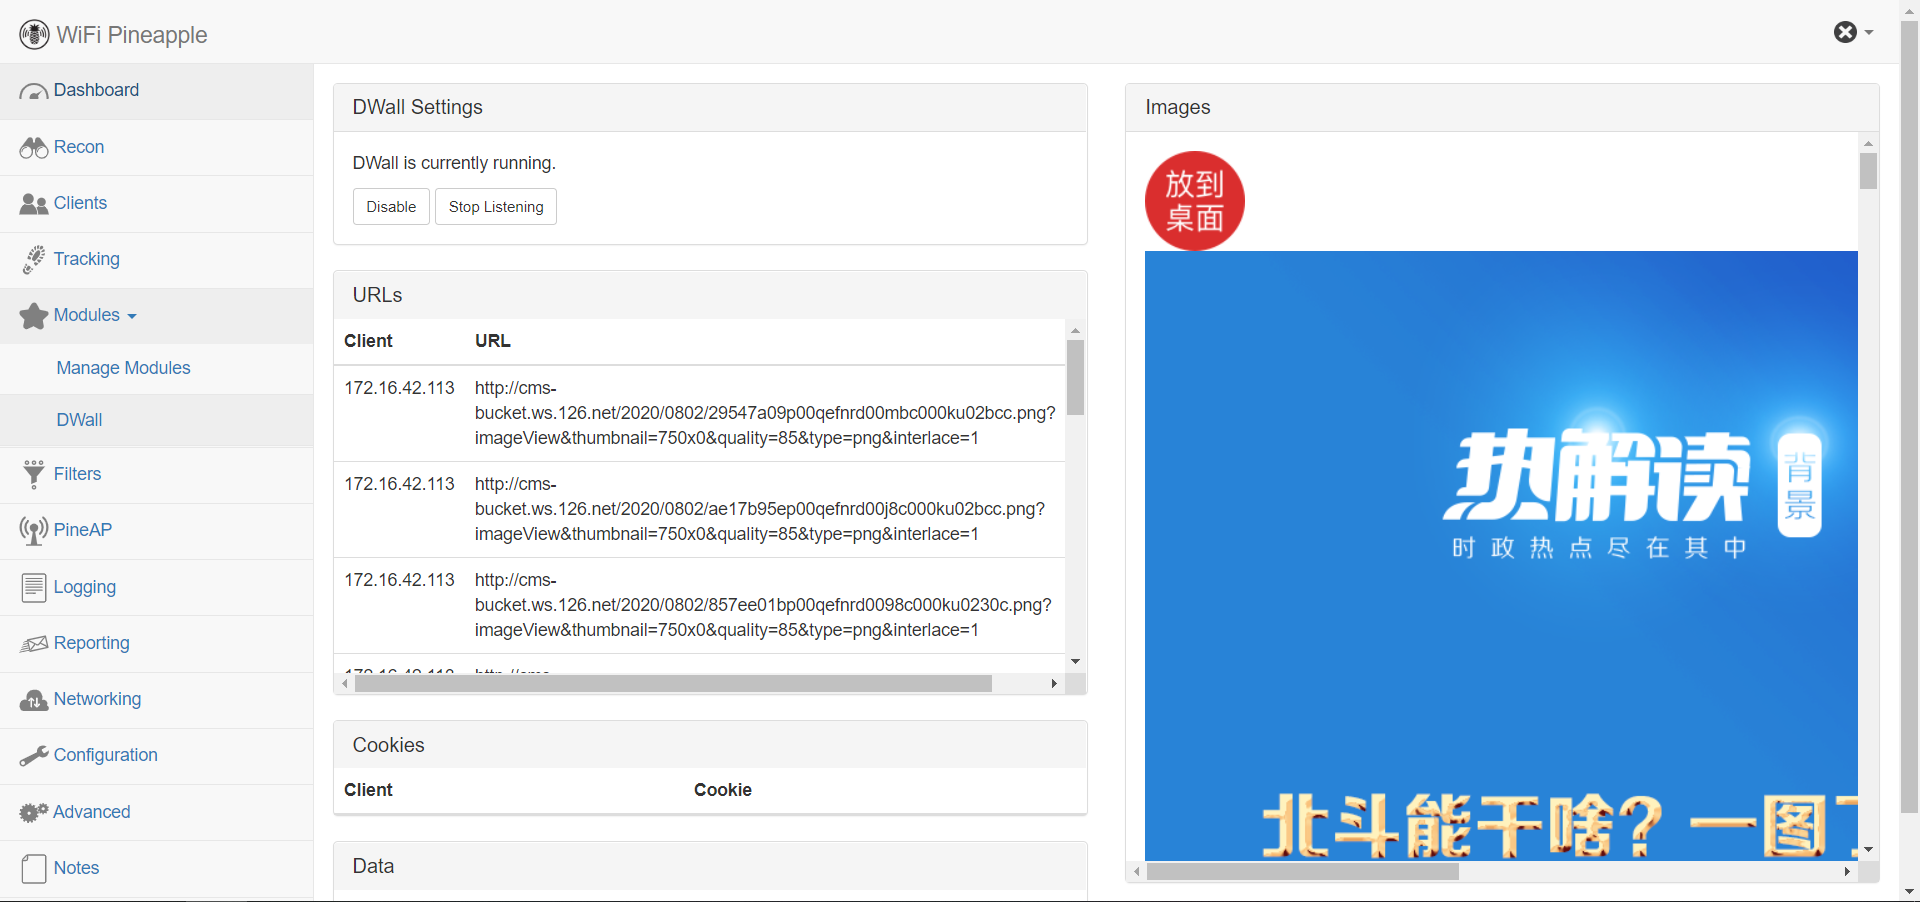 WiFi Pineapple
Dashboard
Recon
Clients
Tracking
Modules
Manage Modules
DWall
Filters
PineAP
Logging
Reporting
Networking
Configuration
Advanced
Notes
DWall Settings
DWall is currently running.
Disable
Stop Listening
URLs
Client URL
172.16.42.113 http://cms-
bucket.ws.126.net/2020/0802/29547a09p00qefnrd00mbc000ku02bcc.png?
imageView&thumbnail=750x0&quality=85&type=png&interlace=1
172.16.42.113 http://cms-
bucket.ws.126.net/2020/0802/ae17b95ep00qefnrd00j8c000ku02bcc.png?
imageView&thumbnail=750x0&quality=85&type=png&interlace=1
172.16.42.113 http://cms-
bucket.ws.126.net/2020/0802/857ee01bp00qefnrd0098c000ku0230c.png?
imageView&thumbnail=750x0&quality=85&type=png&interlace=1
172.16.42.113 http://cms-
Cookies
Client Cookie
Data
Images
放到
桌面
热解读
背景
时政热点尽在其中
北斗能干啥？一图